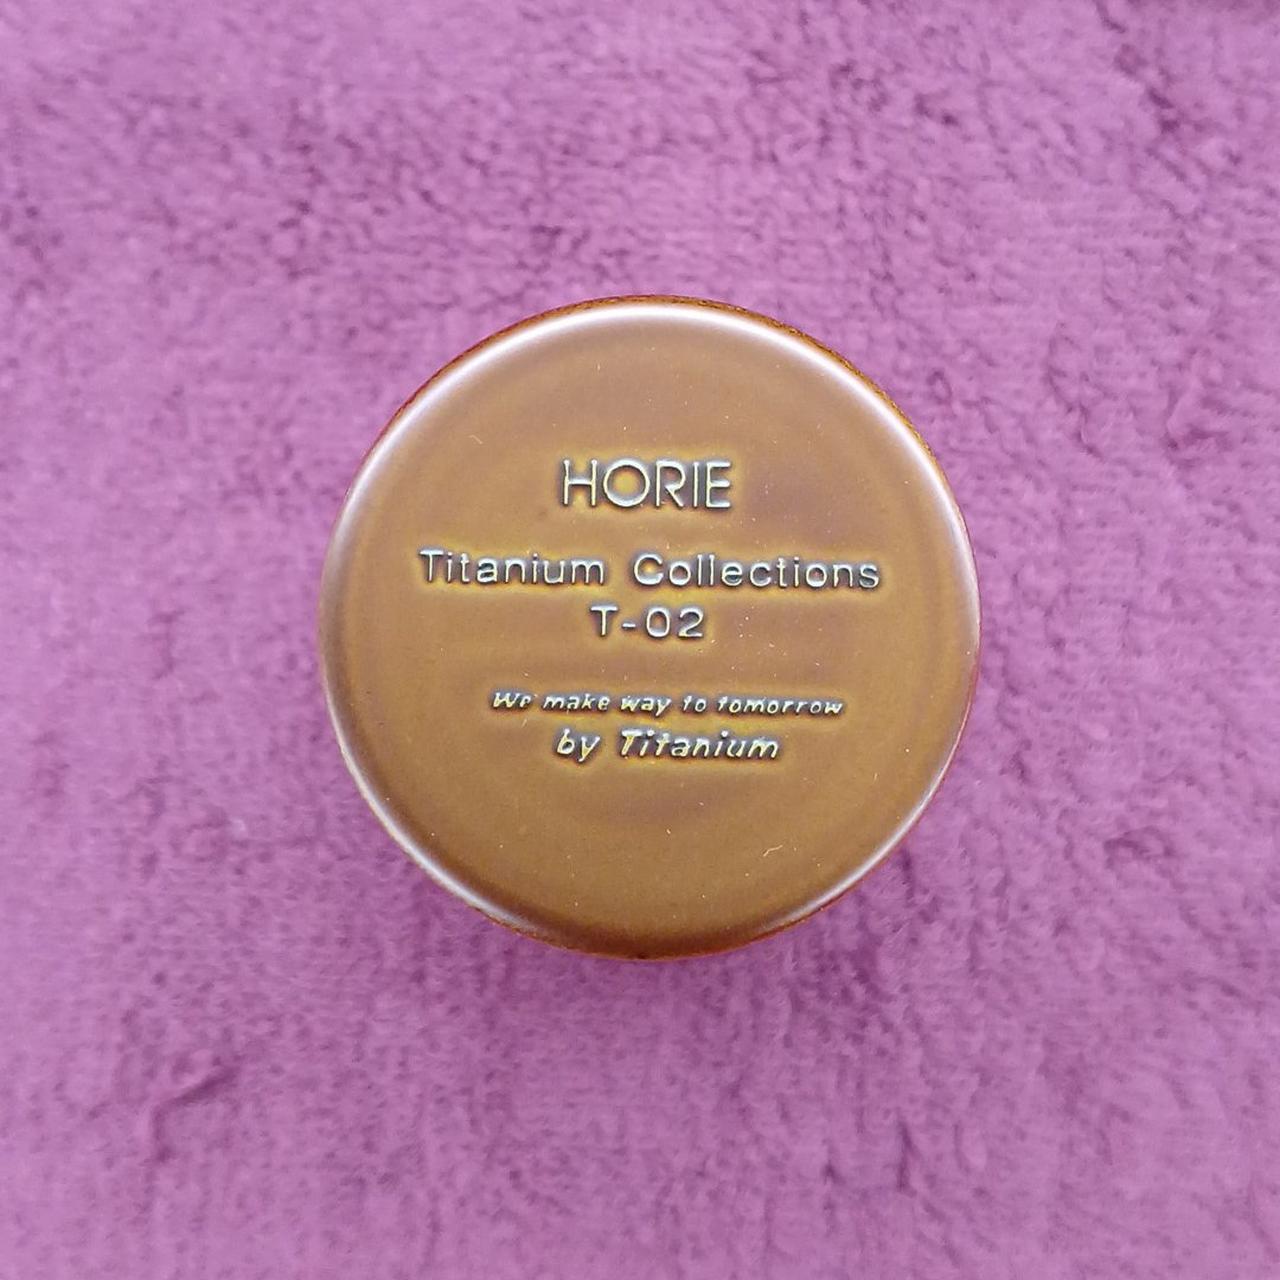 HORIE
Titanium Collections
T-02
We make way to tomorrow
by Titanium